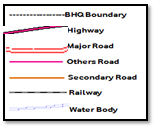 BHQ Boundary
Highway
Major Road
Others Road
Secondary Road
Railway
Water Body